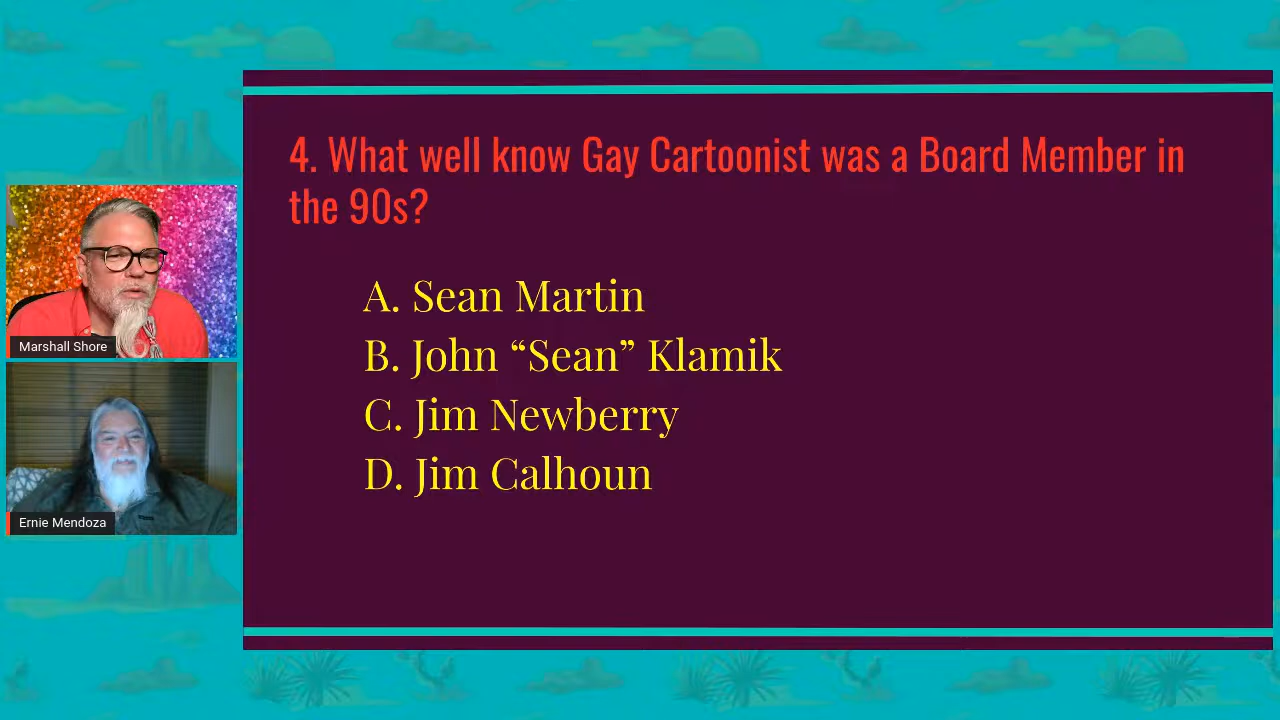 4. What well know Gay Cartoonist was a Board Member in
the 90s?
A. Sean Martin
B. John “Sean” Klamik
C. Jim Newberry
D. Jim Calhoun
Marshall Shore
Ernie Mendoza